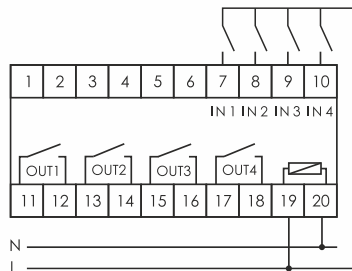 1 2 3 4 5 6 7 8 9 10
IN 1 IN 2 IN 3 IN 4
OUT1 OUT2 OUT3 OUT4
11 12 13 14 15 16 17 18 19 20
N
L